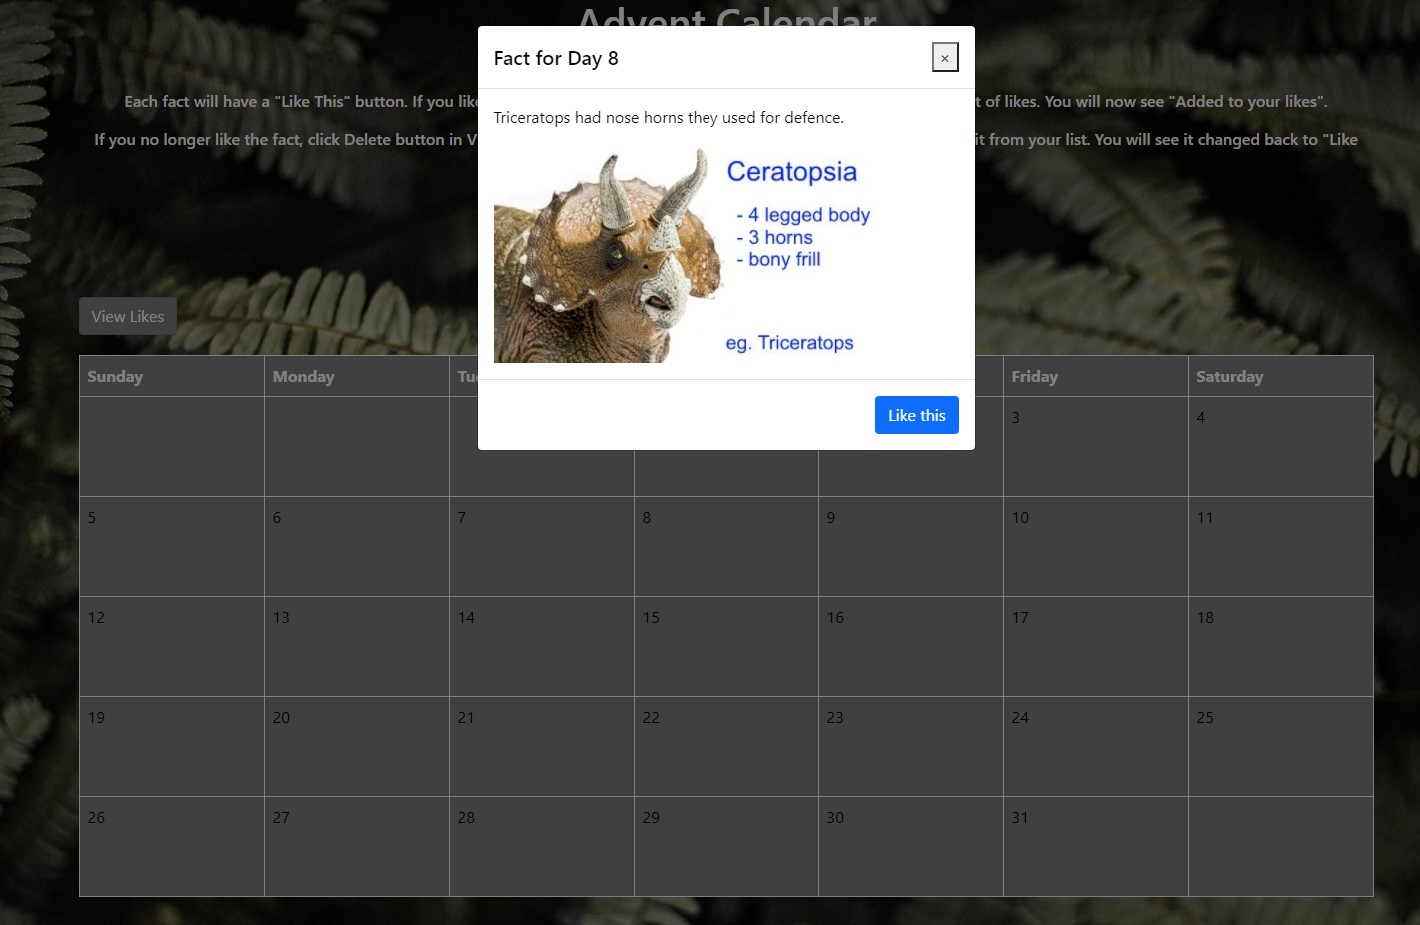 Advent Calendar
Fact for Day 8
×
Each fact will have a "Like This" button. If you like
t of likes. You will now see "Added to your likes".
Triceratops had nose horns they used for defence.
If you no longer like the fact, click Delete button in V
it from your list. You will see it changed back to "Like
Ceratopsia
- 4 legged body
- 3 horns
- bony frill
eg. Triceratops
View Likes
Sunday Monday Tu Friday Saturday
Like this
3 4
5 6 7 8 9 10 11
12 13 14 15 16 17 18
19 20 21 22 23 24 25
26 27 28 29 30 31